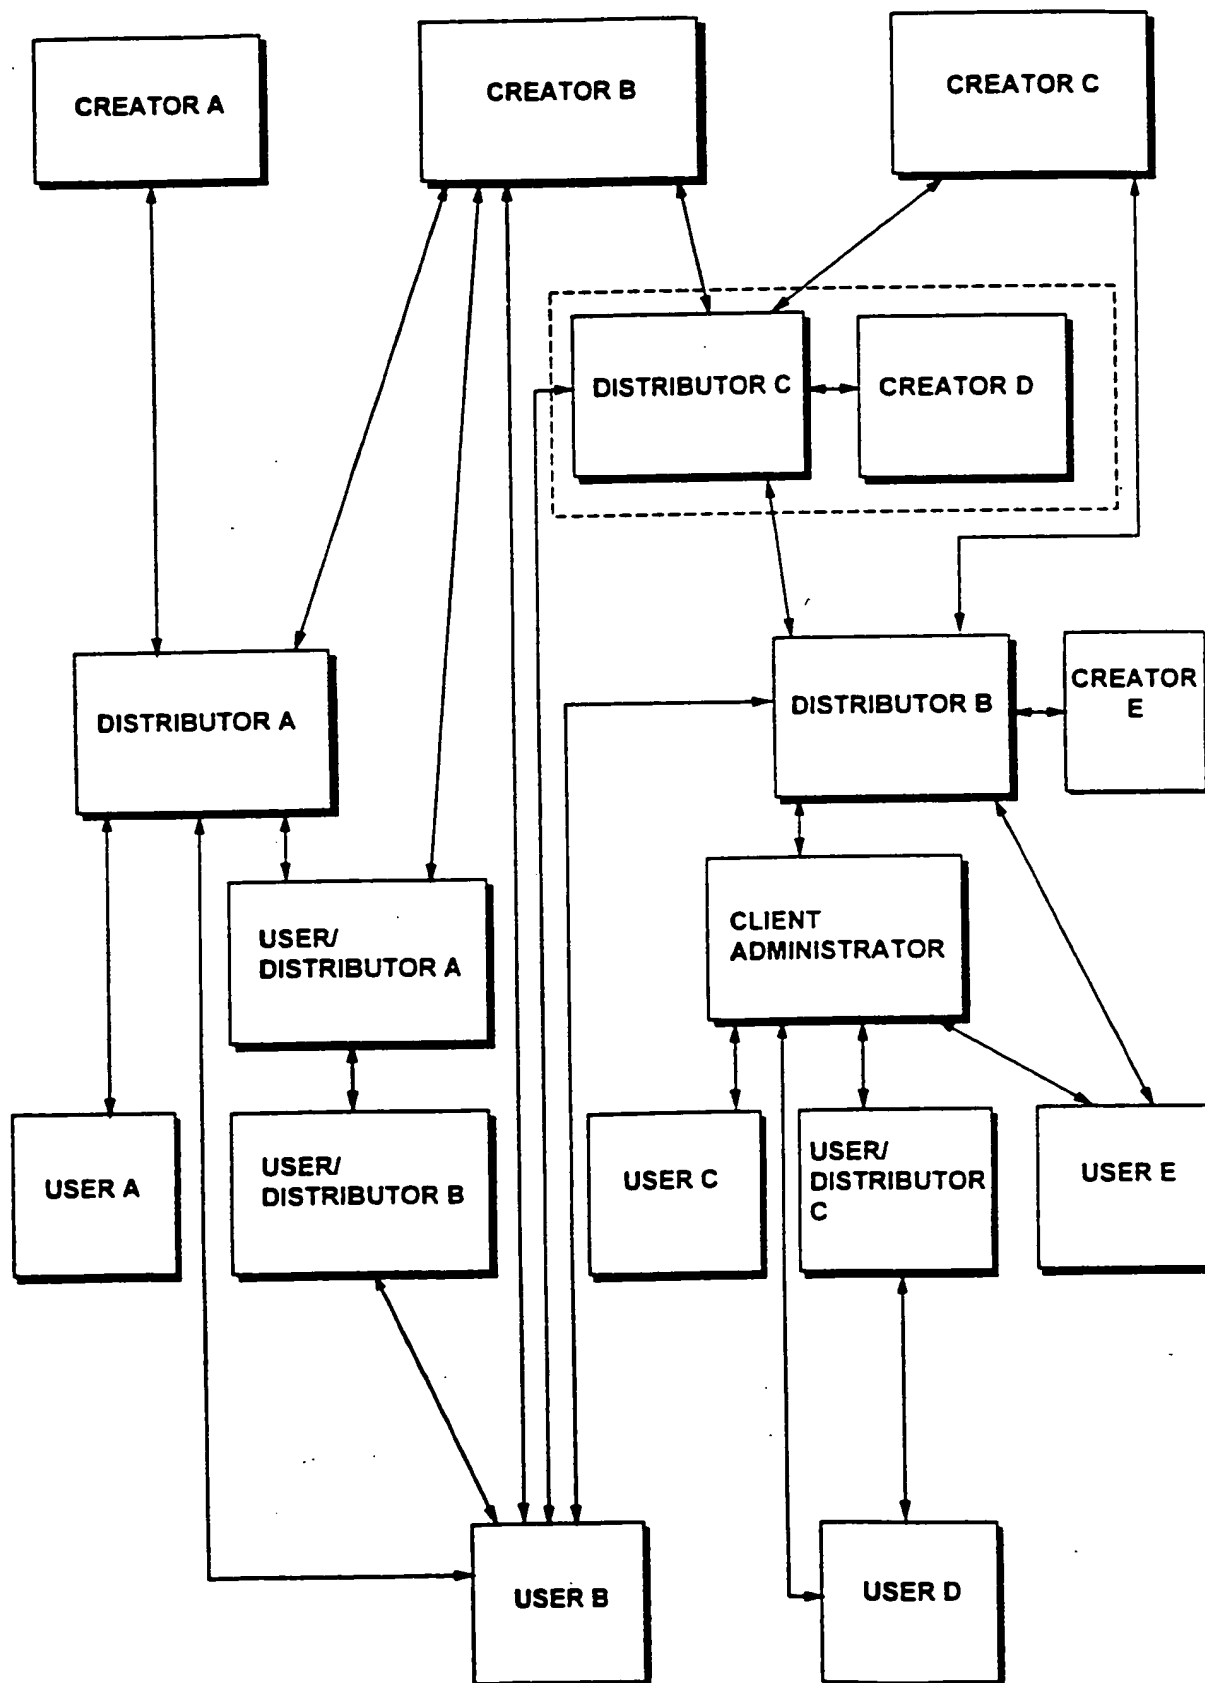 CREATOR A
CREATOR B
CREATOR C
DISTRIBUTOR C
CREATOR D
DISTRIBUTOR A
DISTRIBUTOR B
CREATOR
E
USER/
DISTRIBUTOR A
CLIENT
ADMINISTRATOR
USER A
USER/
DISTRIBUTOR B
USER C
USER/
DISTRIBUTOR
C
USER E
USER B
USER D